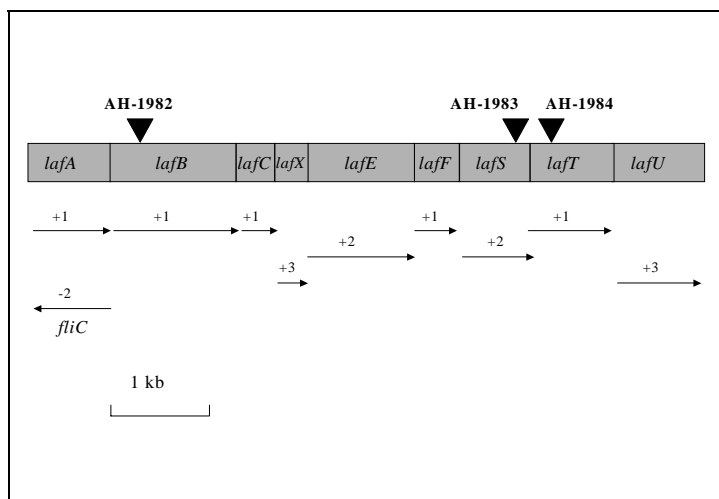 AH-1982 AH-1983 AH-1984
lafA lafB lafC lafX lafE lafF lafS lafT lafU
+1 +1 +1 +1 +1
+2 +2
+3 +3
-2
fliC
1 kb